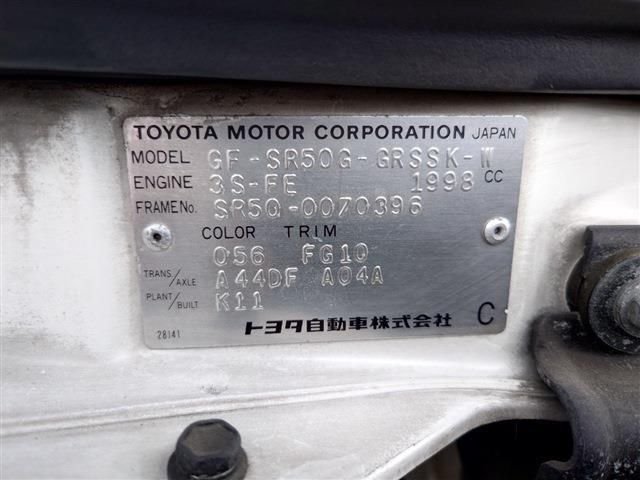 TOYOTA MOTOR CORPORATION JAPAN
MODEL GF-SR50G-GRSSK-W
ENGINE 3S-FE 1998 CC
FRAME No. SR50-0070396
COLOR TRIM
056 FG10
TRANS/AXLE A44DF A04A
PLANT/BUILT K11
28141 トヨタ自動車株式会社 C